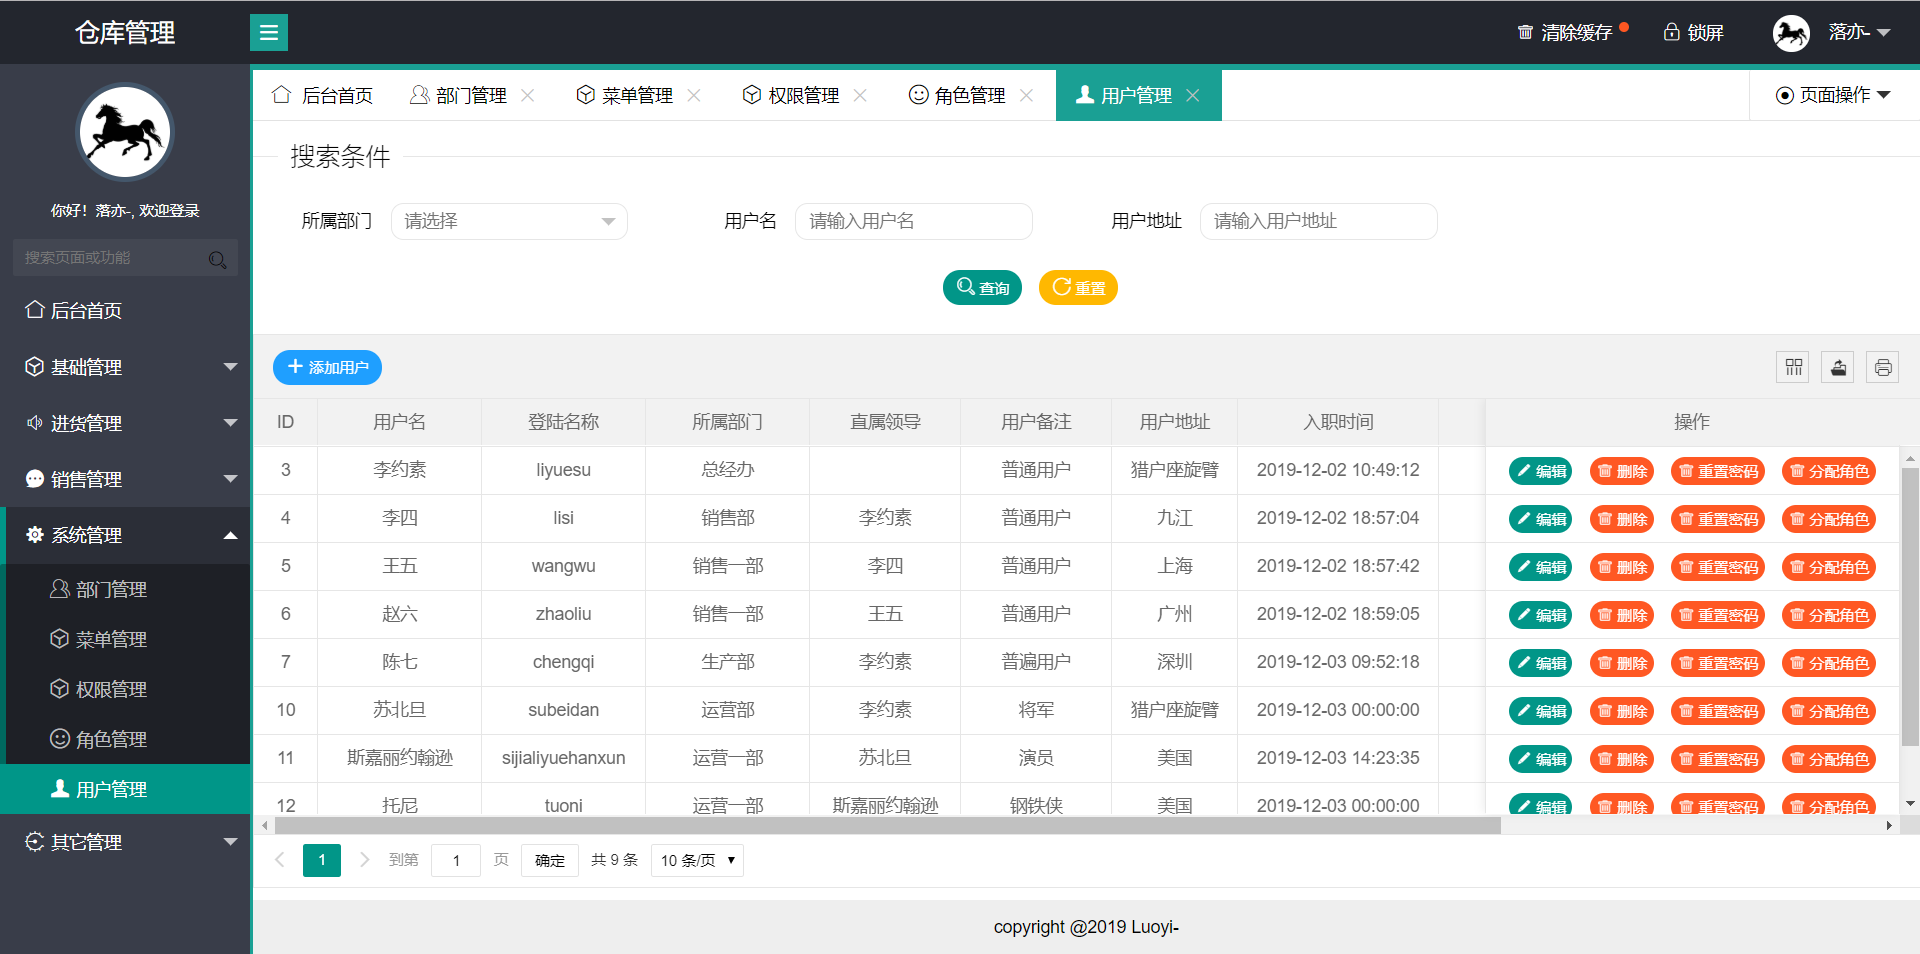 仓库管理
清除缓存 锁屏 落亦-
后台首页 部门管理 菜单管理 权限管理 角色管理 用户管理 页面操作
你好！落亦-, 欢迎登录
搜索页面或功能
后台首页
基础管理
进货管理
销售管理
系统管理
部门管理
菜单管理
权限管理
角色管理
用户管理
其它管理
搜索条件
所属部门 请选择 用户名 请输入用户名 用户地址 请输入用户地址
查询 重置
添加用户
ID 用户名 登陆名称 所属部门 直属领导 用户备注 用户地址 入职时间 操作
3 李约素 liyuesu 总经办 普通用户 猎户座旋臂 2019-12-02 10:49:12 编辑 删除 重置密码 分配角色
4 李四 lisi 销售部 李约素 普通用户 九江 2019-12-02 18:57:04 编辑 删除 重置密码 分配角色
5 王五 wangwu 销售一部 李四 普通用户 上海 2019-12-02 18:57:42 编辑 删除 重置密码 分配角色
6 赵六 zhaoliu 销售一部 王五 普通用户 广州 2019-12-02 18:59:05 编辑 删除 重置密码 分配角色
7 陈七 chengqi 生产部 李约素 普遍用户 深圳 2019-12-03 09:52:18 编辑 删除 重置密码 分配角色
10 苏北旦 subeidan 运营部 李约素 将军 猎户座旋臂 2019-12-03 00:00:00 编辑 删除 重置密码 分配角色
11 斯嘉丽约翰逊 sijialiyuehanxun 运营一部 苏北旦 演员 美国 2019-12-03 14:23:35 编辑 删除 重置密码 分配角色
12 托尼 tuoni 运营一部 斯嘉丽约翰逊 钢铁侠 美国 2019-12-03 00:00:00 编辑 删除 重置密码 分配角色
1 到第 1 页 确定 共 9 条 10 条/页
copyright @2019 Luoyi-